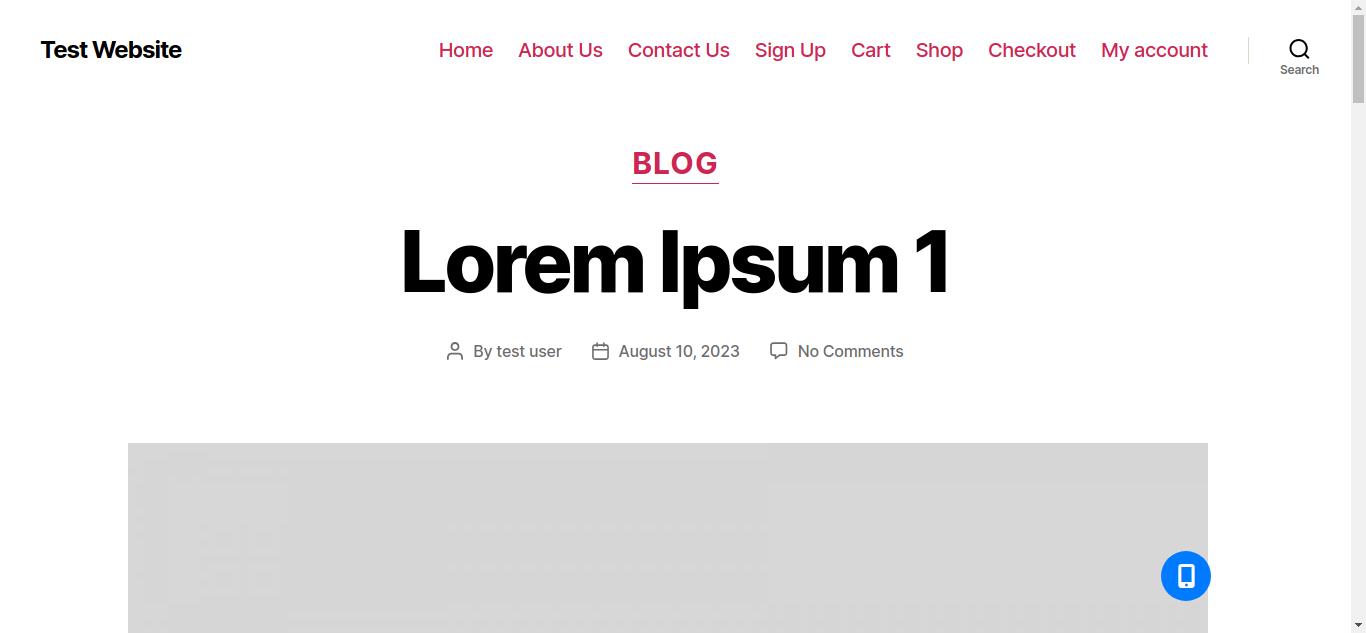 Test Website
Home About Us Contact Us Sign Up Cart Shop Checkout My account
Search
BLOG
Lorem Ipsum 1
By test user August 10, 2023 No Comments